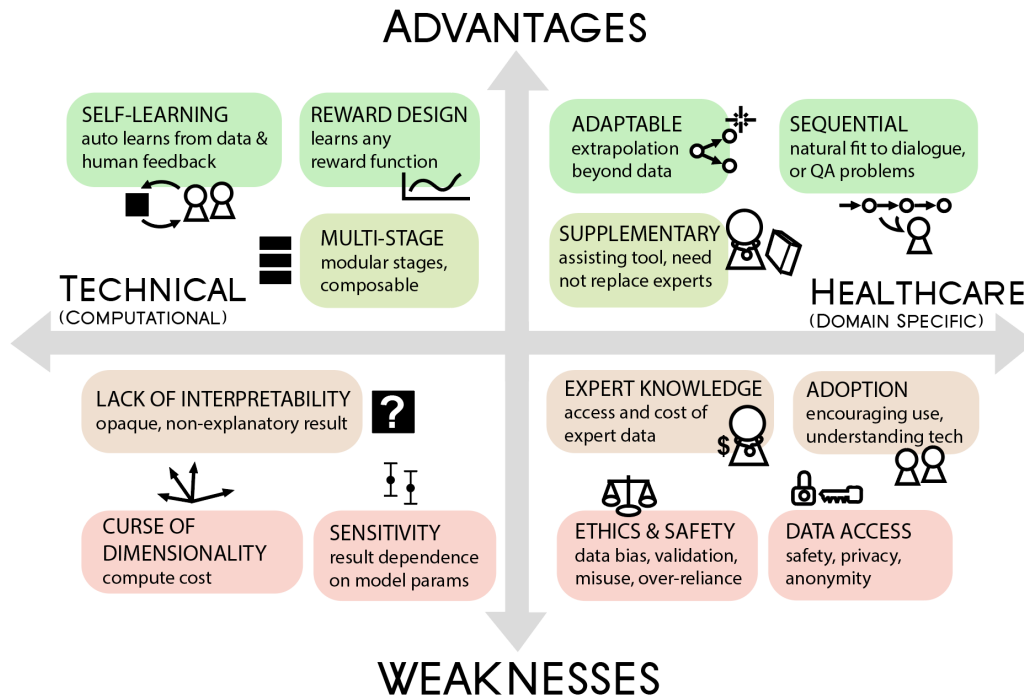 ADVANTAGES
SELF-LEARNING
auto learns from data &
human feedback
REWARD DESIGN
learns any
reward function
MULTI-STAGE
modular stages,
composable
TECHNICAL
(COMPUTATIONAL)
ADAPTABLE
extrapolation
beyond data
SEQUENTIAL
natural fit to dialogue,
or QA problems
SUPPLEMENTARY
assisting tool, need
not replace experts
HEALTHCARE
(DOMAIN SPECIFIC)
LACK OF INTERPRETABILITY
opaque, non-explanatory result
?
CURSE OF
DIMENSIONALITY
compute cost
SENSITIVITY
result dependence
on model params
EXPERT KNOWLEDGE
access and cost of
expert data
$
ADOPTION
encouraging use,
understanding tech
ETHICS & SAFETY
data bias, validation,
misuse, over-reliance
DATA ACCESS
safety, privacy,
anonymity
WEAKNESSES